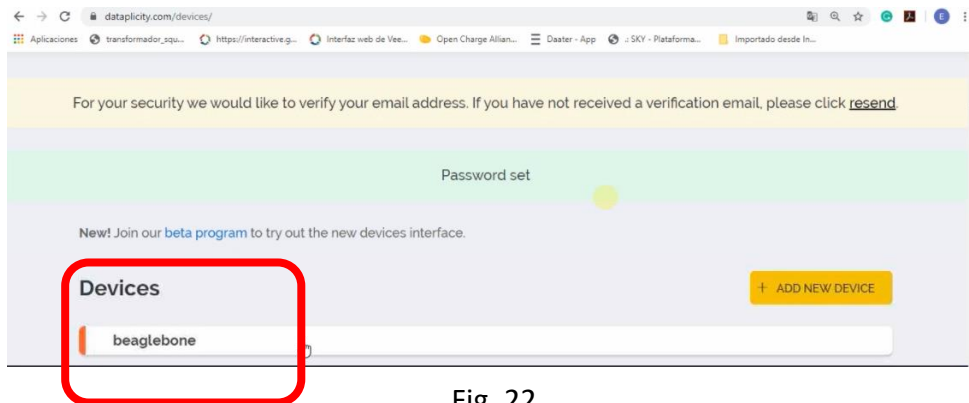 dataplicity.com/devices/
Aplicaciones transformador_squ... https://interactive.g... Interfaz web de Vee... Open Charge Allian... Daater - App .: SKY - Plataforma... Importado desde In...
For your security we would like to verify your email address. If you have not received a verification email, please click resend.
Password set
New! Join our beta program to try out the new devices interface.
Devices
+ ADD NEW DEVICE
beaglebone
Fig. 22